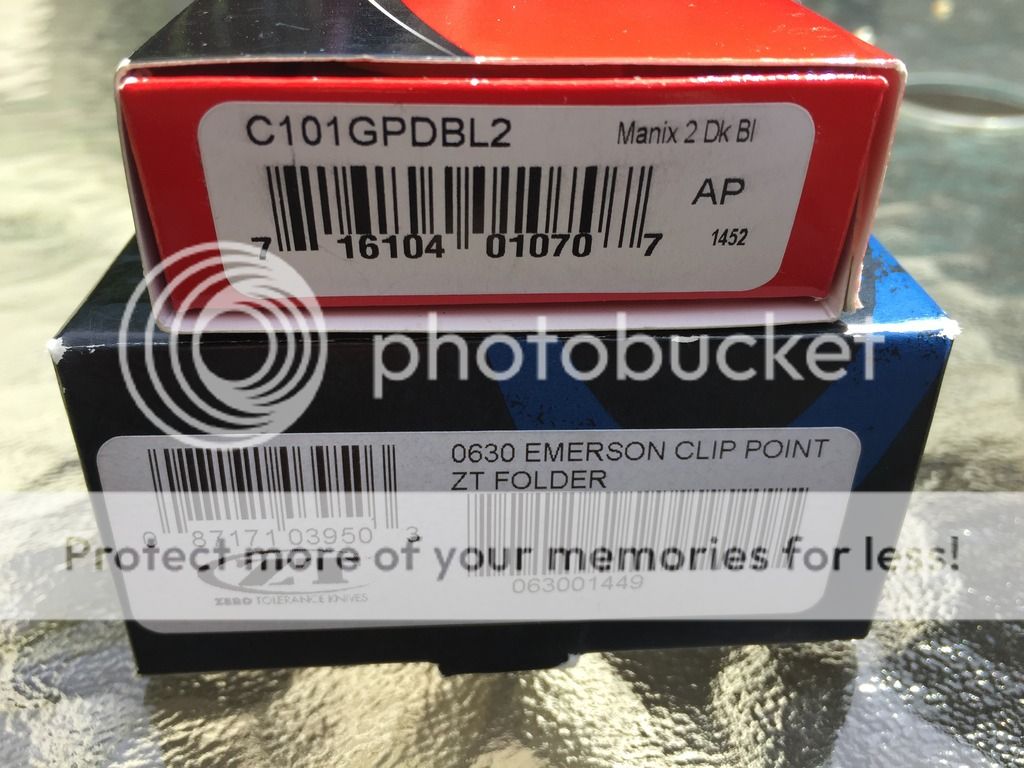 C101GPDBL2
Manix 2 Dk Bl
AP
7 16104 01070 7
1452
photobucket
0630 EMERSON CLIP POINT
ZT FOLDER
0 87171 03950 3
Protect more of your memories for less!
063001449
ZT
ZERO TOLERANCE KNIVES